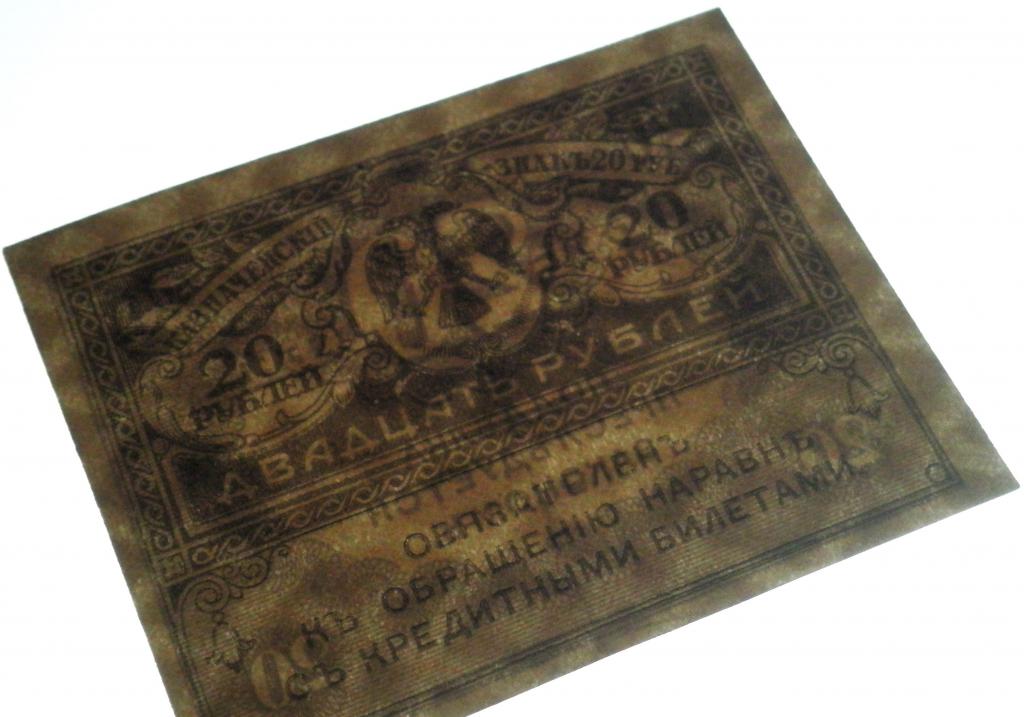 КАЗНАЧЕЙСКІЙ
ЗНАКЪ 20 РУБ
20
РУБЛЕЙ
20
РУБЛЕЙ
ДВАДЦАТЬ РУБЛЕЙ
ОБЯЗАТЕЛЕНЪ
КЪ ОБРАЩЕНІЮ НАРАВНѢ
СЪ КРЕДИТНЫМИ БИЛЕТАМИ
20
20